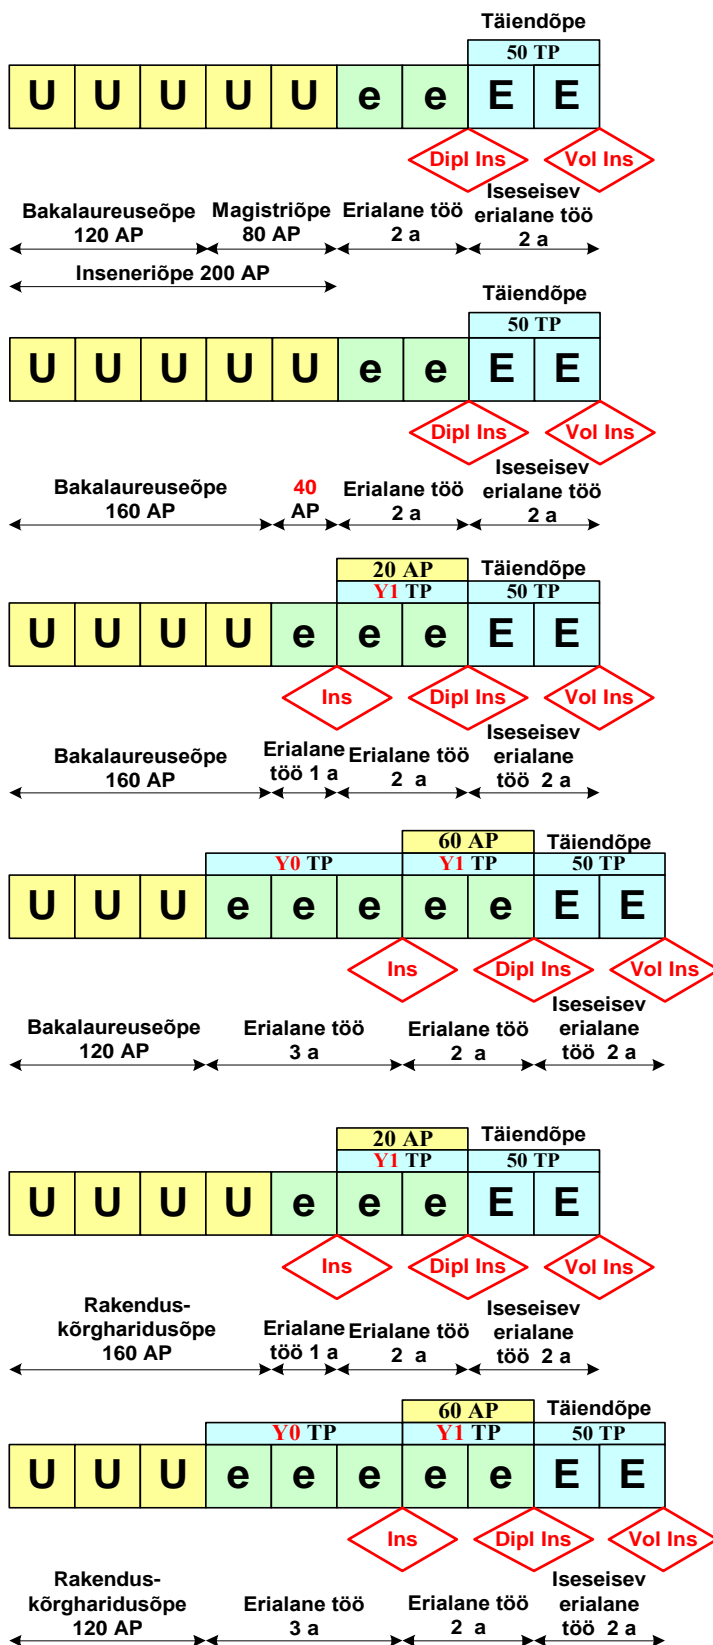 Täiendõpe
50 TP
U U U U U e e E E
Dipl Ins Vol Ins
Bakalaureuseõpe
120 AP
Magistriõpe
80 AP
Erialane töö
2 a
Iseseisev
erialane töö
2 a
Inseneriõpe 200 AP
Täiendõpe
50 TP
U U U U U e e E E
Dipl Ins Vol Ins
Bakalaureuseõpe
160 AP
40
AP
Erialane töö
2 a
Iseseisev
erialane töö
2 a
20 AP
Täiendõpe
Y1 TP 50 TP
U U U U e e e E E
Ins Dipl Ins Vol Ins
Bakalaureuseõpe
160 AP
Erialane
töö 1 a
Erialane töö
2 a
Iseseisev
erialane
töö 2 a
60 AP
Täiendõpe
Y0 TP Y1 TP 50 TP
U U U e e e e e E E
Ins Dipl Ins Vol Ins
Bakalaureuseõpe
120 AP
Erialane töö
3 a
Erialane töö
2 a
Iseseisev
erialane
töö 2 a
20 AP
Täiendõpe
Y1 TP 50 TP
U U U U e e e E E
Ins Dipl Ins Vol Ins
Rakendus-
kõrgharidusõpe
160 AP
Erialane
töö 1 a
Erialane töö
2 a
Iseseisev
erialane
töö 2 a
60 AP
Täiendõpe
Y0 TP Y1 TP 50 TP
U U U e e e e e E E
Ins Dipl Ins Vol Ins
Rakendus-
kõrgharidusõpe
120 AP
Erialane töö
3 a
Erialane töö
2 a
Iseseisev
erialane
töö 2 a